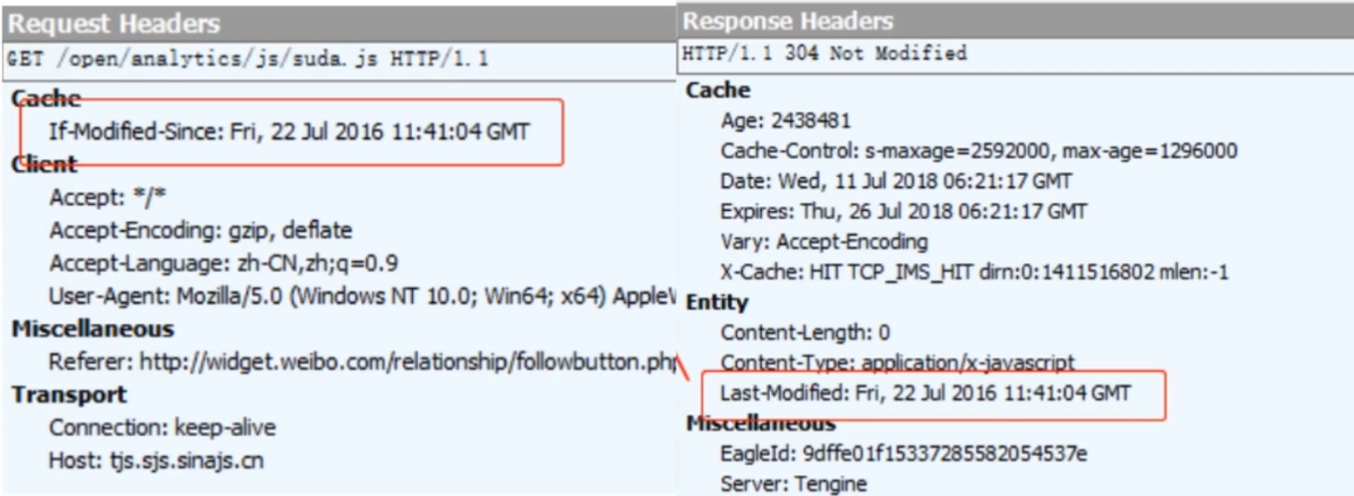 Request Headers
GET /open/analytics/js/suda.js HTTP/1.1
Cache
If-Modified-Since: Fri, 22 Jul 2016 11:41:04 GMT
Client
Accept: */*
Accept-Encoding: gzip, deflate
Accept-Language: zh-CN,zh;q=0.9
User-Agent: Mozilla/5.0 (Windows NT 10.0; Win64; x64) AppleW
Miscellaneous
Referer: http://widget.weibo.com/relationship/followbutton.php
Transport
Connection: keep-alive
Host: tjs.sjs.sinajs.cn
Response Headers
HTTP/1.1 304 Not Modified
Cache
Age: 2438481
Cache-Control: s-maxage=2592000, max-age=1296000
Date: Wed, 11 Jul 2018 06:21:17 GMT
Expires: Thu, 26 Jul 2018 06:21:17 GMT
Vary: Accept-Encoding
X-Cache: HIT TCP_IMS_HIT dirn:0:1411516802 mlen:-1
Entity
Content-Length: 0
Content-Type: application/x-javascript
Last-Modified: Fri, 22 Jul 2016 11:41:04 GMT
Miscellaneous
EagleId: 9dffe01f15337285582054537e
Server: Tengine